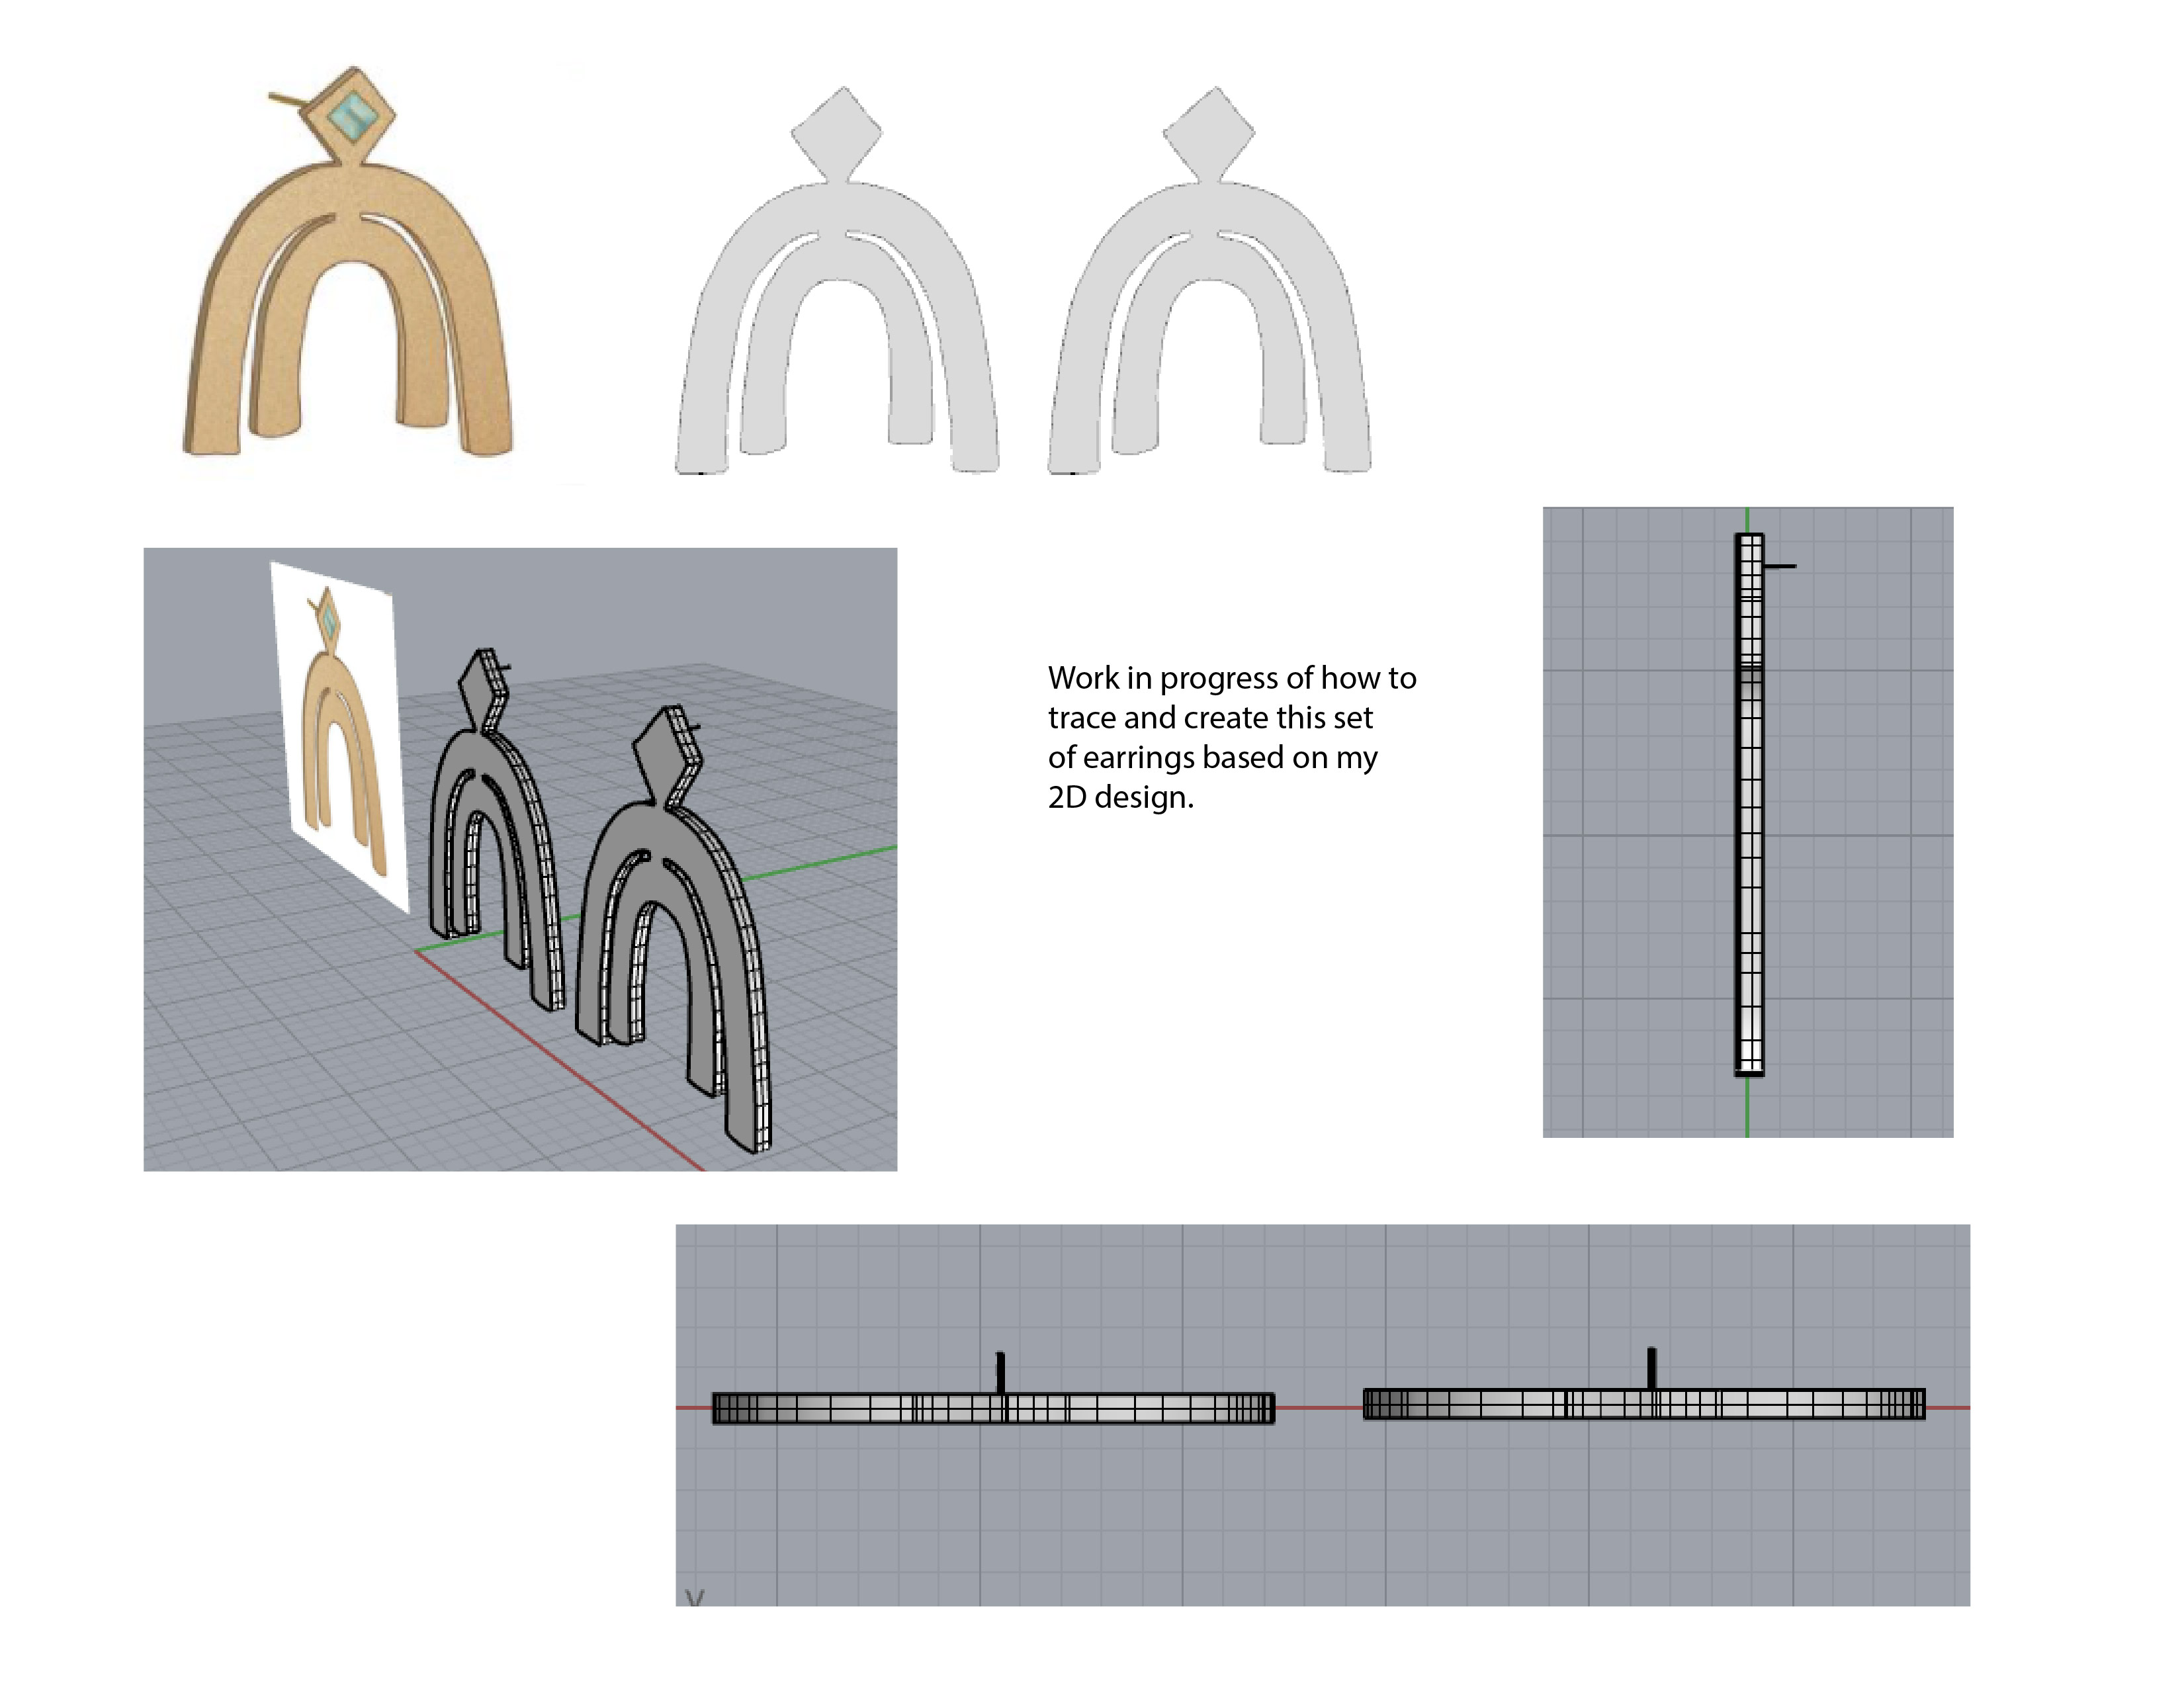 Work in progress of how to
trace and create this set
of earrings based on my
2D design.